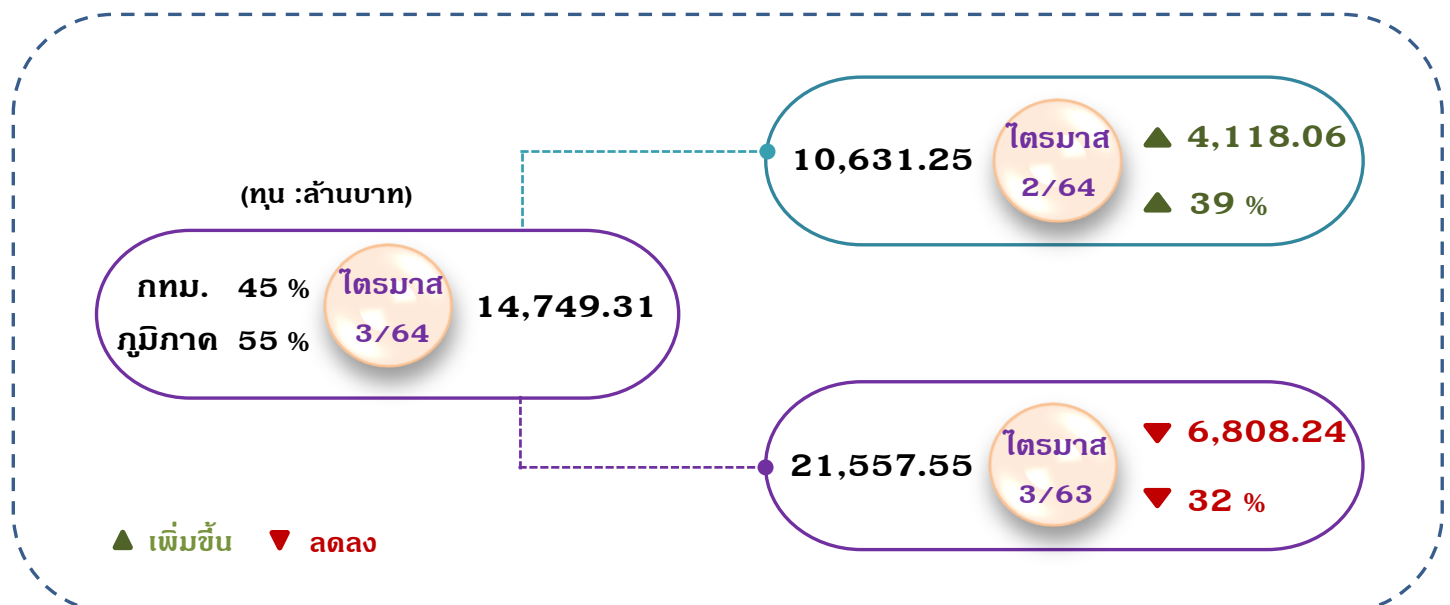 (ทุน :ล้านบาท)
กทม. 45 %
ภูมิภาค 55 %
ไตรมาส
3/64
14,749.31
10,631.25
ไตรมาส
2/64
▲ 4,118.06
▲ 39 %
21,557.55
ไตรมาส
3/63
▼ 6,808.24
▼ 32 %
▲ เพิ่มขึ้น ▼ ลดลง